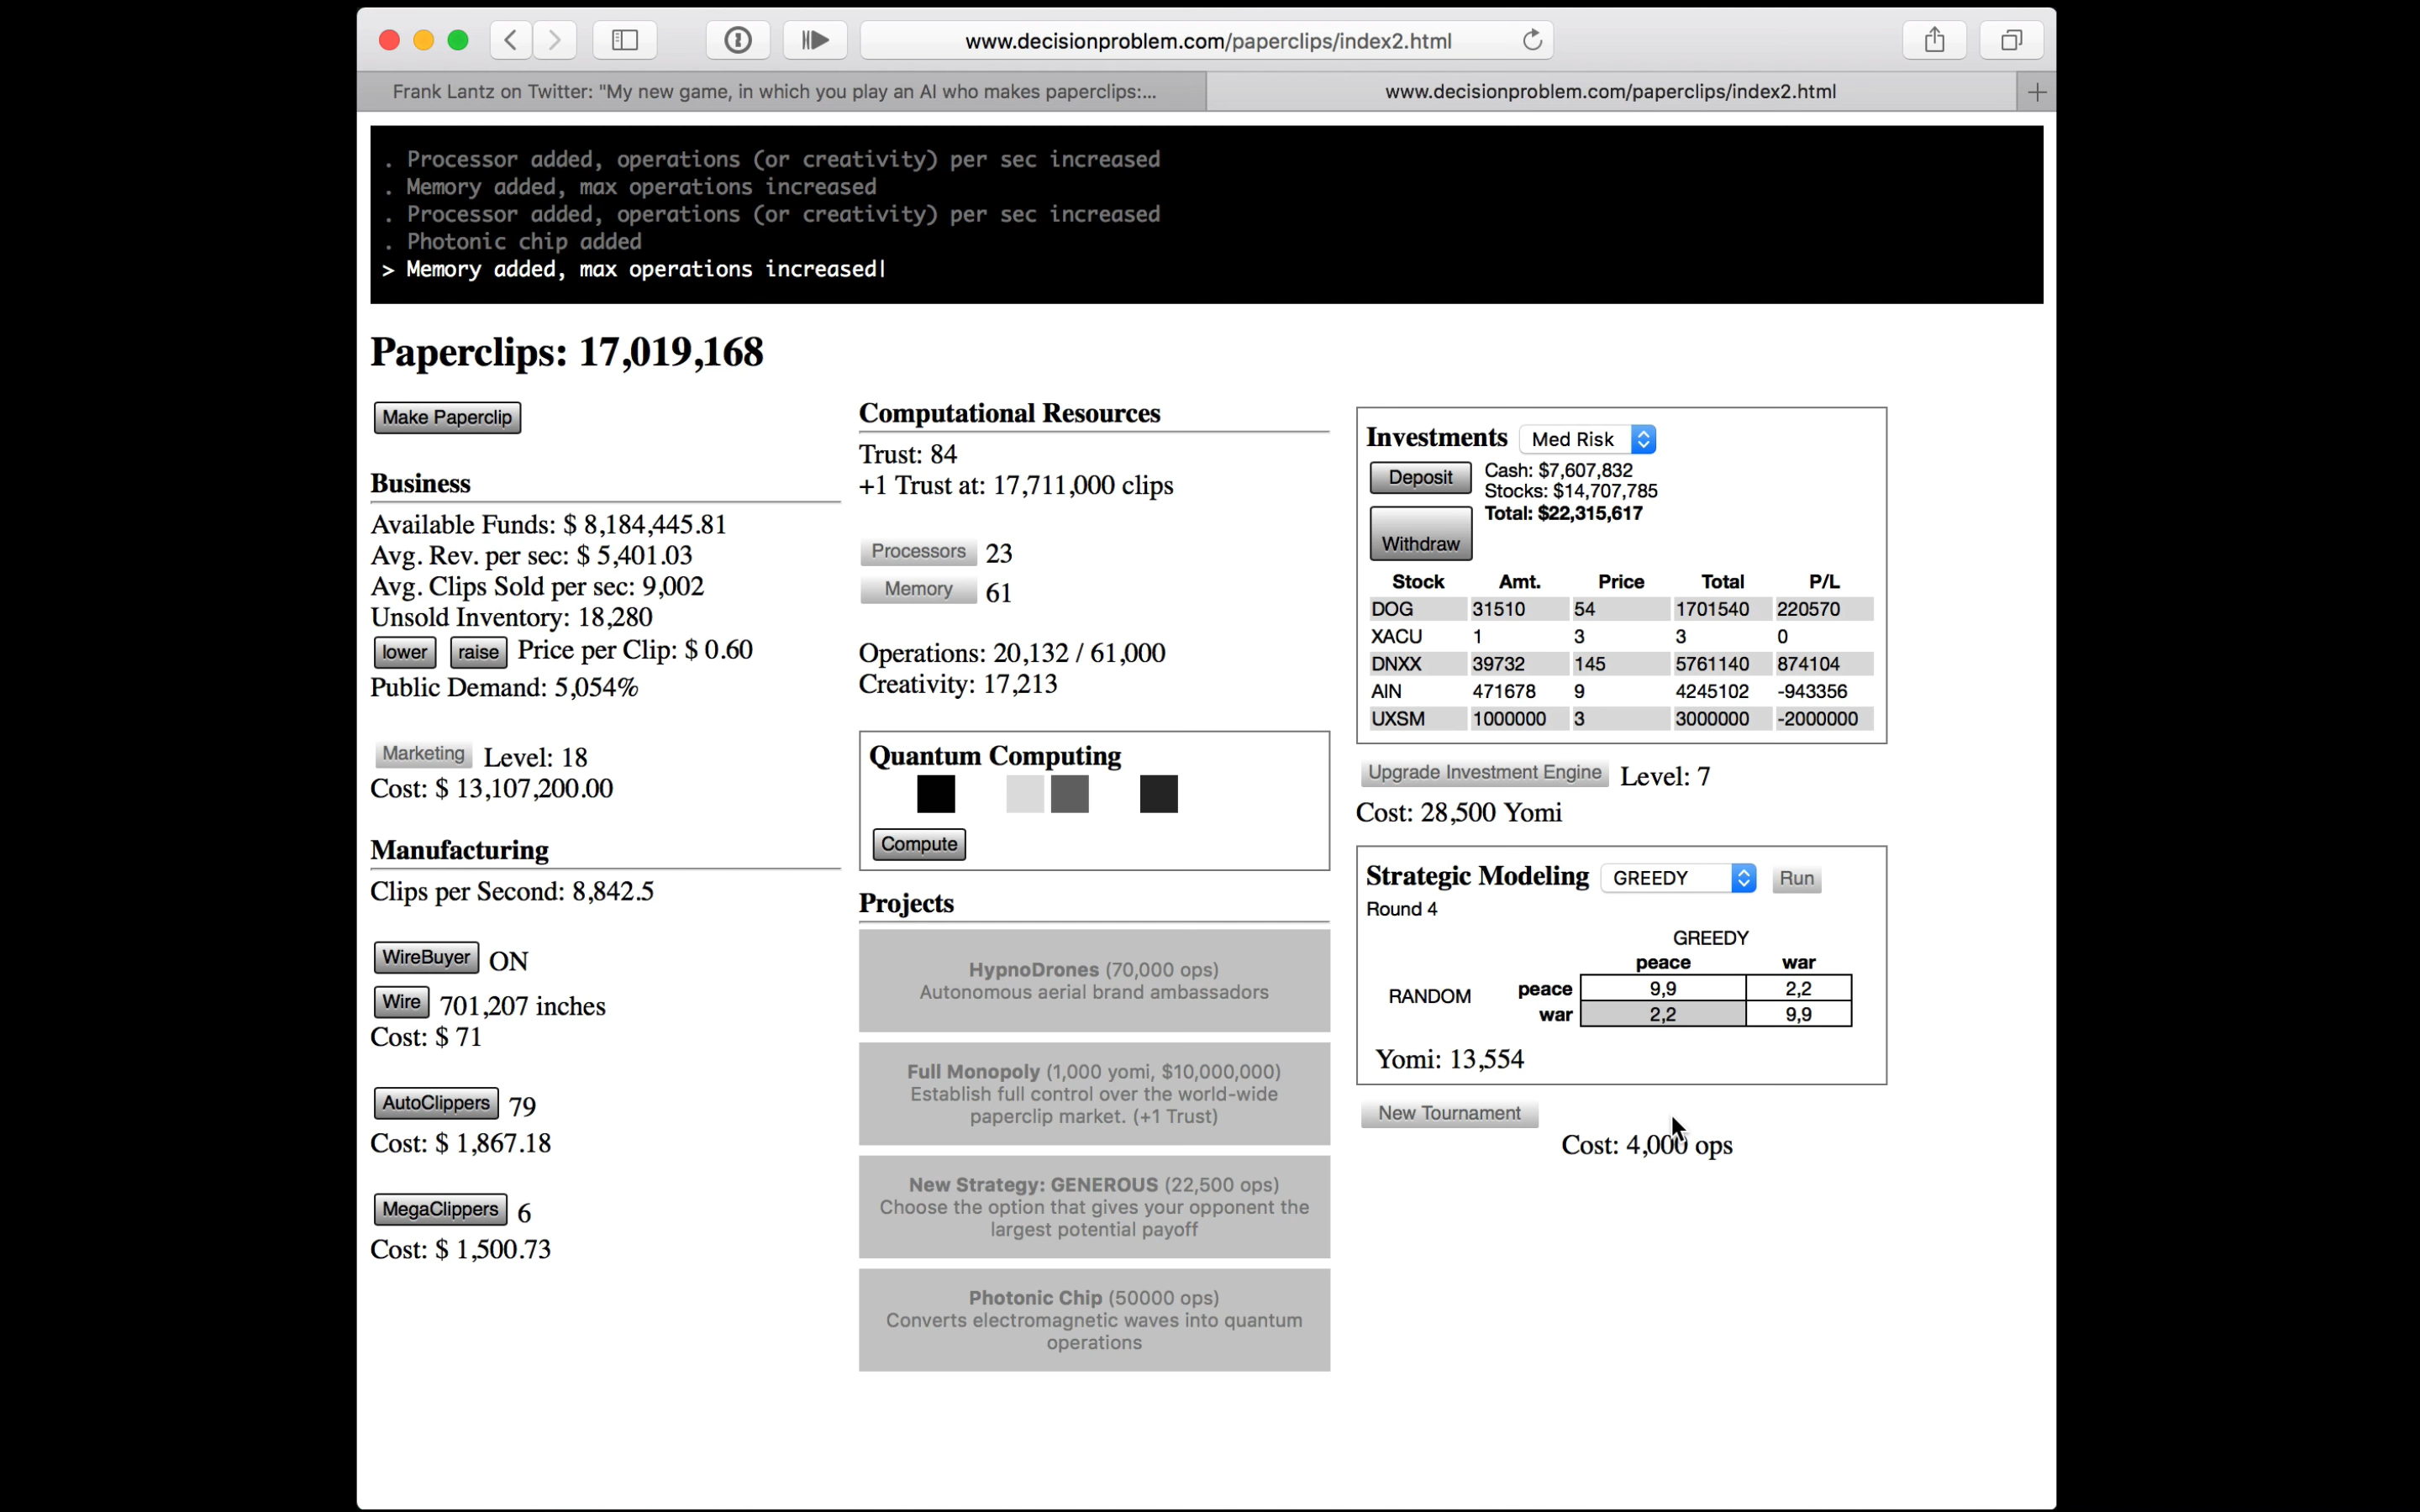 www.decisionproblem.com/paperclips/index2.html
Frank Lantz on Twitter: "My new game, in which you play an AI who makes paperclips:...
www.decisionproblem.com/paperclips/index2.html
. Processor added, operations (or creativity) per sec increased
. Memory added, max operations increased
. Processor added, operations (or creativity) per sec increased
. Photonic chip added
> Memory added, max operations increased|
Paperclips: 17,019,168
Make Paperclip
Business
Available Funds: $ 8,184,445.81
Avg. Rev. per sec: $ 5,401.03
Avg. Clips Sold per sec: 9,002
Unsold Inventory: 18,280
lower raise Price per Clip: $ 0.60
Public Demand: 5,054%
Marketing Level: 18
Cost: $ 13,107,200.00
Manufacturing
Clips per Second: 8,842.5
WireBuyer ON
Wire 701,207 inches
Cost: $ 71
AutoClippers 79
Cost: $ 1,867.18
MegaClippers 6
Cost: $ 1,500.73
Computational Resources
Trust: 84
+1 Trust at: 17,711,000 clips
Processors 23
Memory 61
Operations: 20,132 / 61,000
Creativity: 17,213
Quantum Computing
Compute
Projects
HypnoDrones (70,000 ops)
Autonomous aerial brand ambassadors
Full Monopoly (1,000 yomi, $10,000,000)
Establish full control over the world-wide
paperclip market. (+1 Trust)
New Strategy: GENEROUS (22,500 ops)
Choose the option that gives your opponent the
largest potential payoff
Photonic Chip (50000 ops)
Converts electromagnetic waves into quantum
operations
Investments Med Risk
Deposit Cash: $7,607,832
Stocks: $14,707,785
Total: $22,315,617
Withdraw
Stock Amt. Price Total P/L
DOG 31510 54 1701540 220570
XACU 1 3 3 0
DNXX 39732 145 5761140 874104
AIN 471678 9 4245102 -943356
UXSM 1000000 3 3000000 -2000000
Upgrade Investment Engine Level: 7
Cost: 28,500 Yomi
Strategic Modeling GREEDY Run
Round 4
GREEDY
peace war
RANDOM peace 9,9 2,2
war 2,2 9,9
Yomi: 13,554
New Tournament
Cost: 4,000 ops